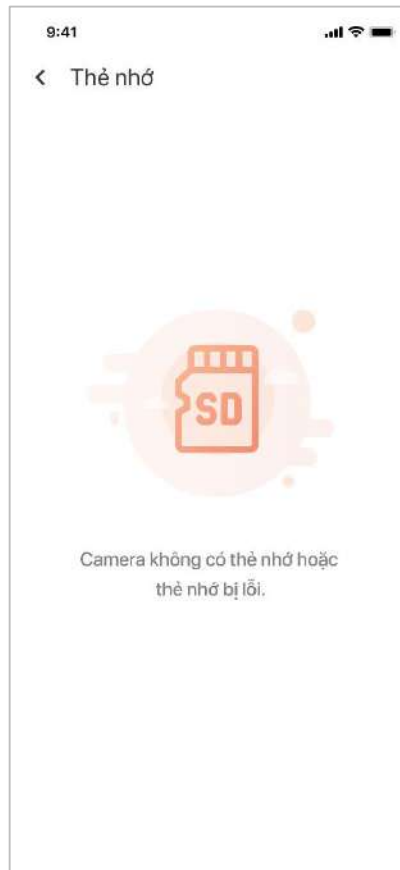 9:41
Thẻ nhớ
SD
Camera không có thẻ nhớ hoặc
thẻ nhớ bị lỗi.